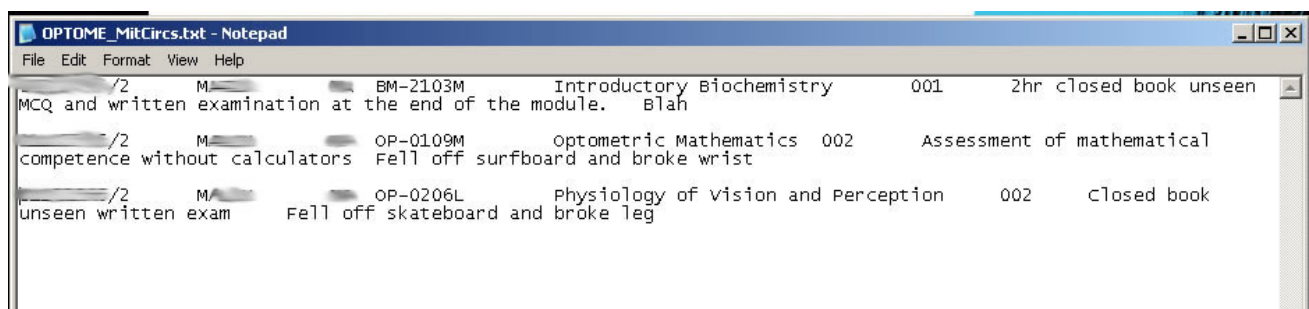 OPTOME_MitCircs.txt - Notepad
File Edit Format View Help
/2 BM-2103M Introductory Biochemistry 001 2hr closed book unseen
MCQ and written examination at the end of the module. Blah
/2 OP-0109M Optometric Mathematics 002 Assessment of mathematical
competence without calculators Fell off surfboard and broke wrist
/2 OP-0206L Physiology of Vision and Perception 002 Closed book
unseen written exam Fell off skateboard and broke leg